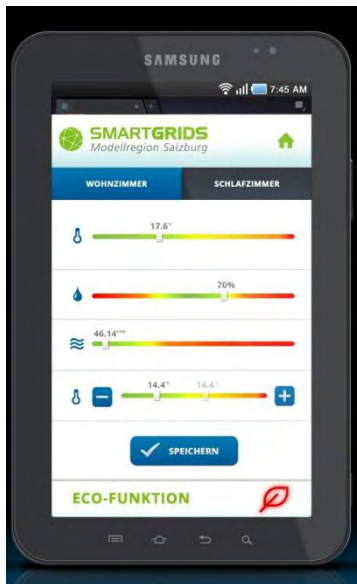 SAMSUNG
7:45 AM
SMARTGRIDS
Modellregion Salzburg
WOHNZIMMER SCHLAFZIMMER
17.6°
70%
46.14
14.4° 14.4°
SPEICHERN
ECO-FUNKTION